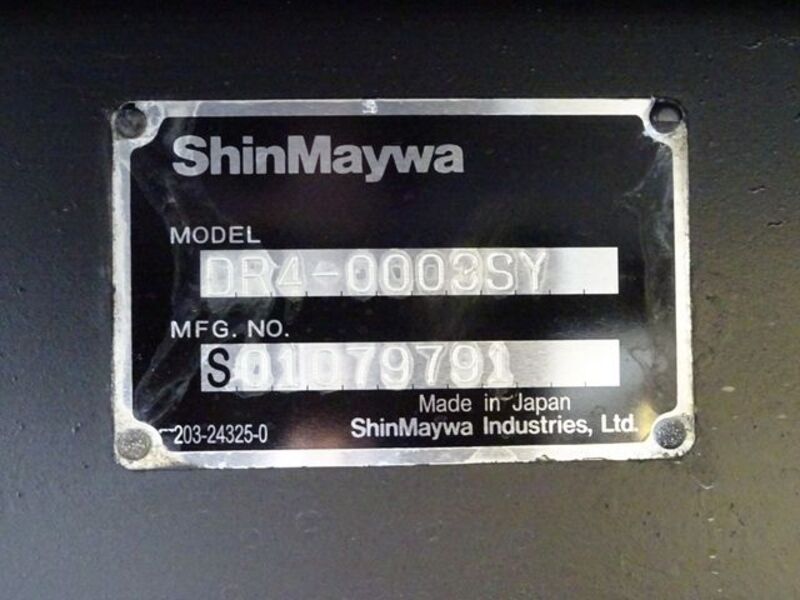 ShinMaywa
MODEL
DR4-0003SY
MFG. NO.
S01079791
Made in Japan
203-24325-0 ShinMaywa Industries, Ltd.